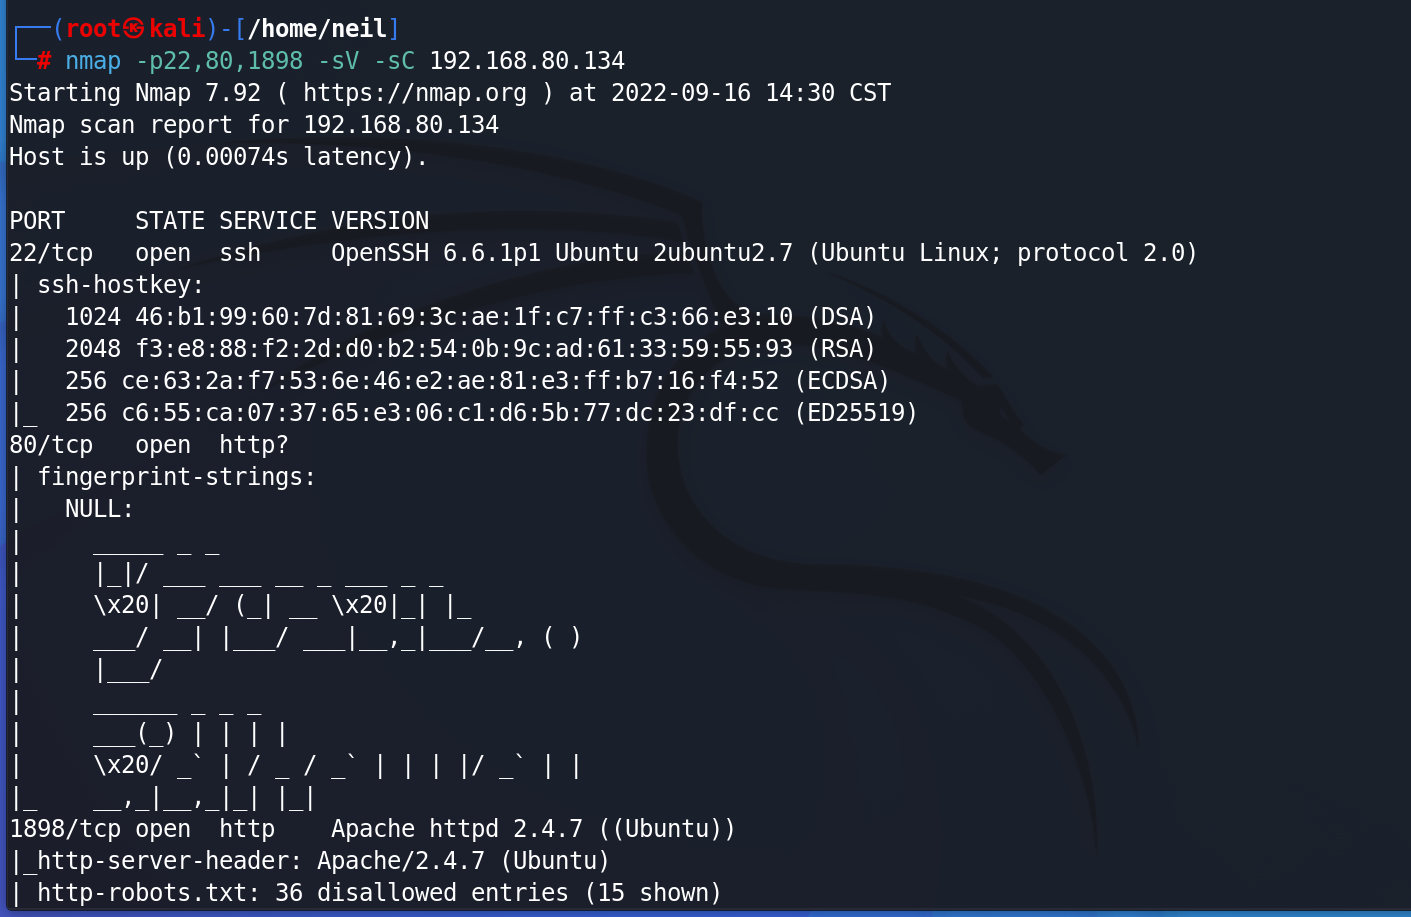 ┌──(root㉿kali)-[/home/neil]
└─# nmap -p22,80,1898 -sV -sC 192.168.80.134
Starting Nmap 7.92 ( https://nmap.org ) at 2022-09-16 14:30 CST
Nmap scan report for 192.168.80.134
Host is up (0.00074s latency).

PORT     STATE SERVICE VERSION
22/tcp   open  ssh     OpenSSH 6.6.1p1 Ubuntu 2ubuntu2.7 (Ubuntu Linux; protocol 2.0)
| ssh-hostkey:
|   1024 46:b1:99:60:7d:81:69:3c:ae:1f:c7:ff:c3:66:e3:10 (DSA)
|   2048 f3:e8:88:f2:2d:d0:b2:54:0b:9c:ad:61:33:59:55:93 (RSA)
|   256 ce:63:2a:f7:53:6e:46:e2:ae:81:e3:ff:b7:16:f4:52 (ECDSA)
|_  256 c6:55:ca:07:37:65:e3:06:c1:d6:5b:77:dc:23:df:cc (ED25519)
80/tcp   open  http?
| fingerprint-strings:
|   NULL:
|     _____ _ _
|     |_|/ ___ ___ __ _ ___ _ _
|     \x20| __/ (_| __ \x20|_| |_
|     ___/ __| |___/ ___|__,_|___/__, ( )
|     |___/
|     ______ _ _ _
|     ___(_) | | | |
|     \x20/ _` | / _ / _` | | | |/ _` | |
|_    __,_|__,_|_| |_|
1898/tcp open  http    Apache httpd 2.4.7 ((Ubuntu))
|_http-server-header: Apache/2.4.7 (Ubuntu)
| http-robots.txt: 36 disallowed entries (15 shown)